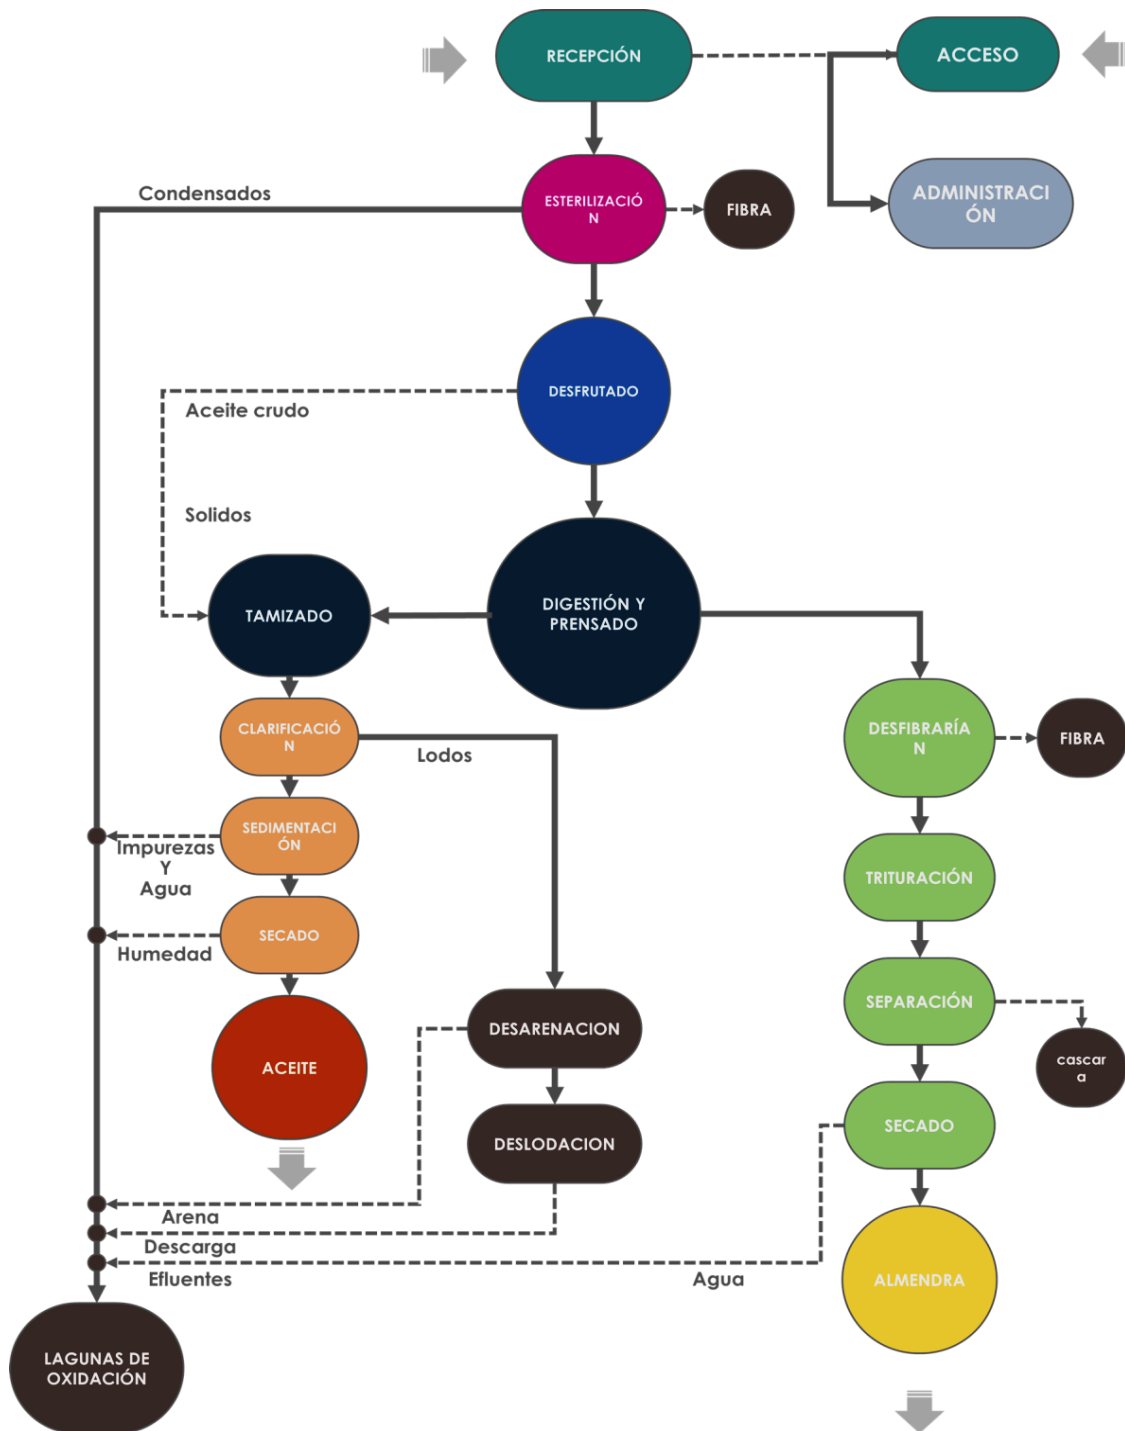 RECEPCIÓN
ACCESO
Condensados
ESTERILIZACIÓ
N
FIBRA
ADMINISTRACI
ÓN
DESFRUTADO
Aceite crudo
Solidos
TAMIZADO
DIGESTIÓN Y
PRENSADO
CLARIFICACIÓ
N
Lodos
DESFIBRARÍA
N
FIBRA
SEDIMENTACI
ÓN
Impurezas
Y
Agua
TRITURACIÓN
SECADO
Humedad
SEPARACIÓN
DESARENACION
ACEITE
cascar
a
DESLODACION
SECADO
Arena
Descarga
Efluentes
Agua
ALMENDRA
LAGUNAS DE
OXIDACIÓN